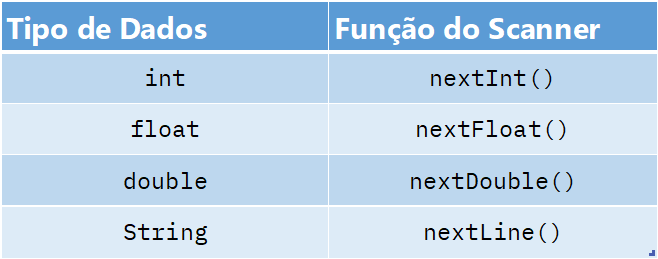 Tipo de Dados Função do Scanner
int nextInt()
float nextFloat()
double nextDouble()
String nextLine()